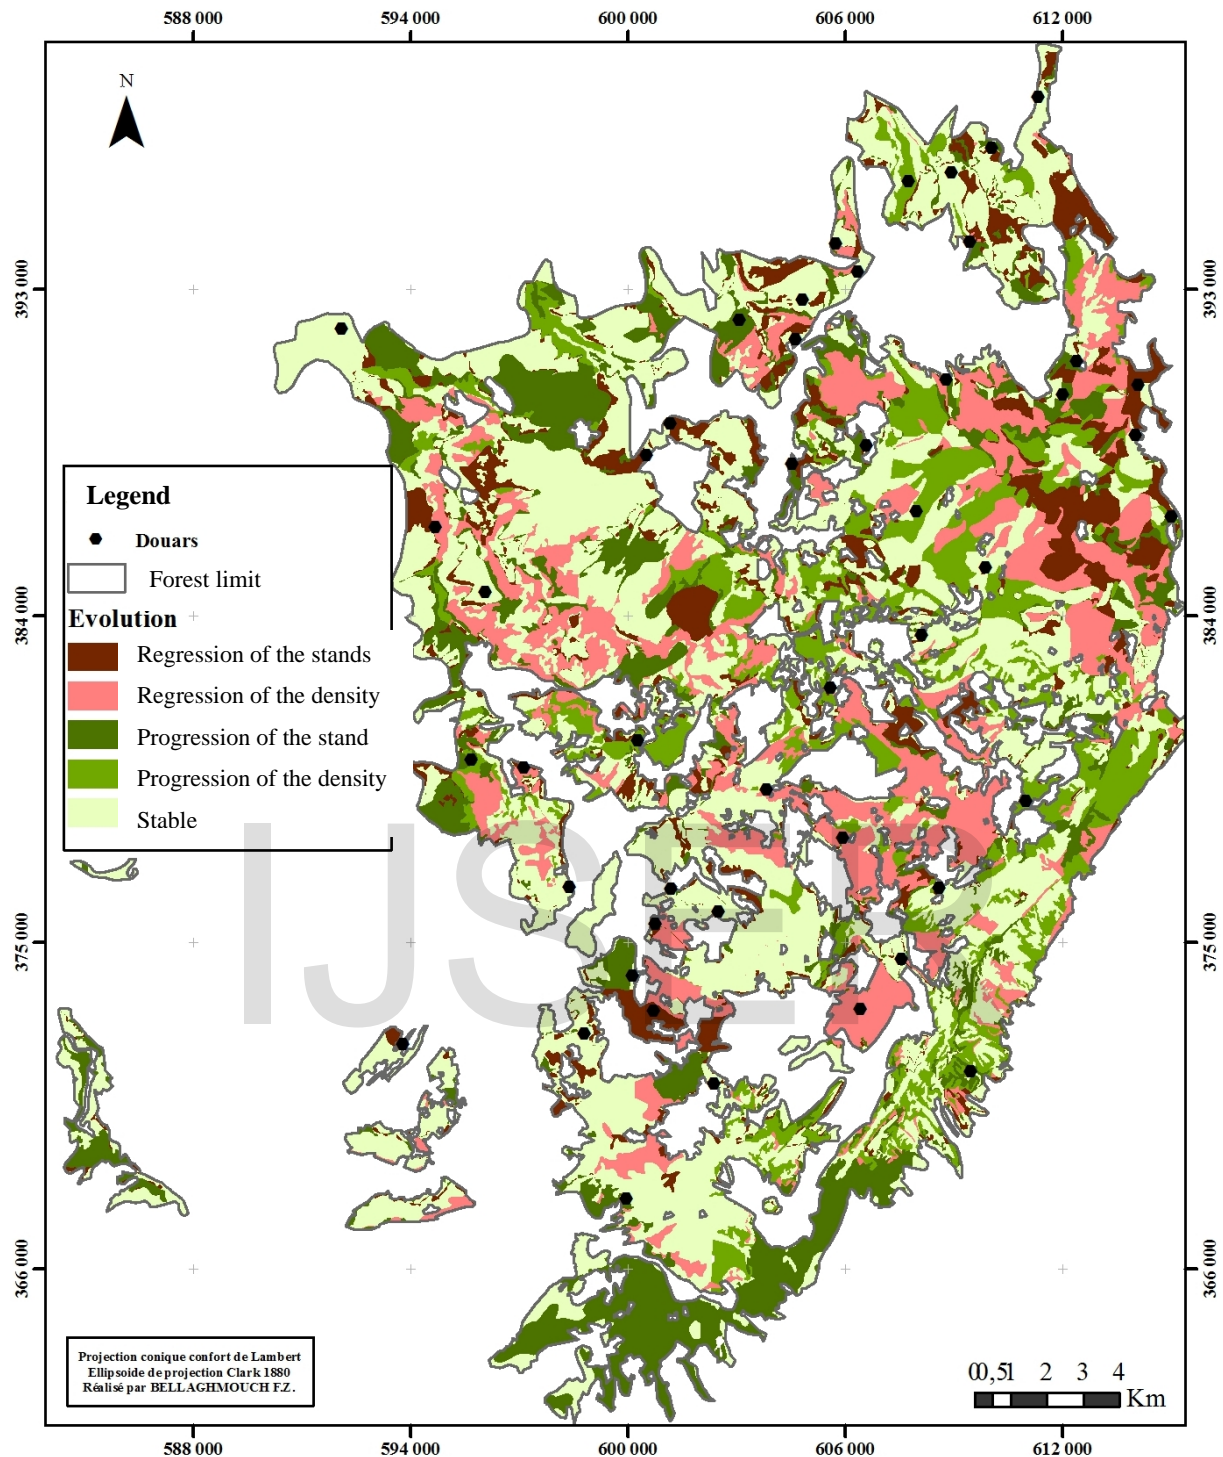 588 000 594 000 600 000 606 000 612 000
N
393 000 393 000
Legend
Douars
Forest limit
Evolution
Regression of the stands
Regression of the density
Progression of the stand
Progression of the density
Stable
384 000 384 000
IJSER
375 000 375 000
366 000 366 000
Projection conique confort de Lambert
Ellipsoide de projection Clark 1880
Réalisé par BELLAGHMOUCH F.Z.
0 0,5 1 2 3 4
Km
588 000 594 000 600 000 606 000 612 000